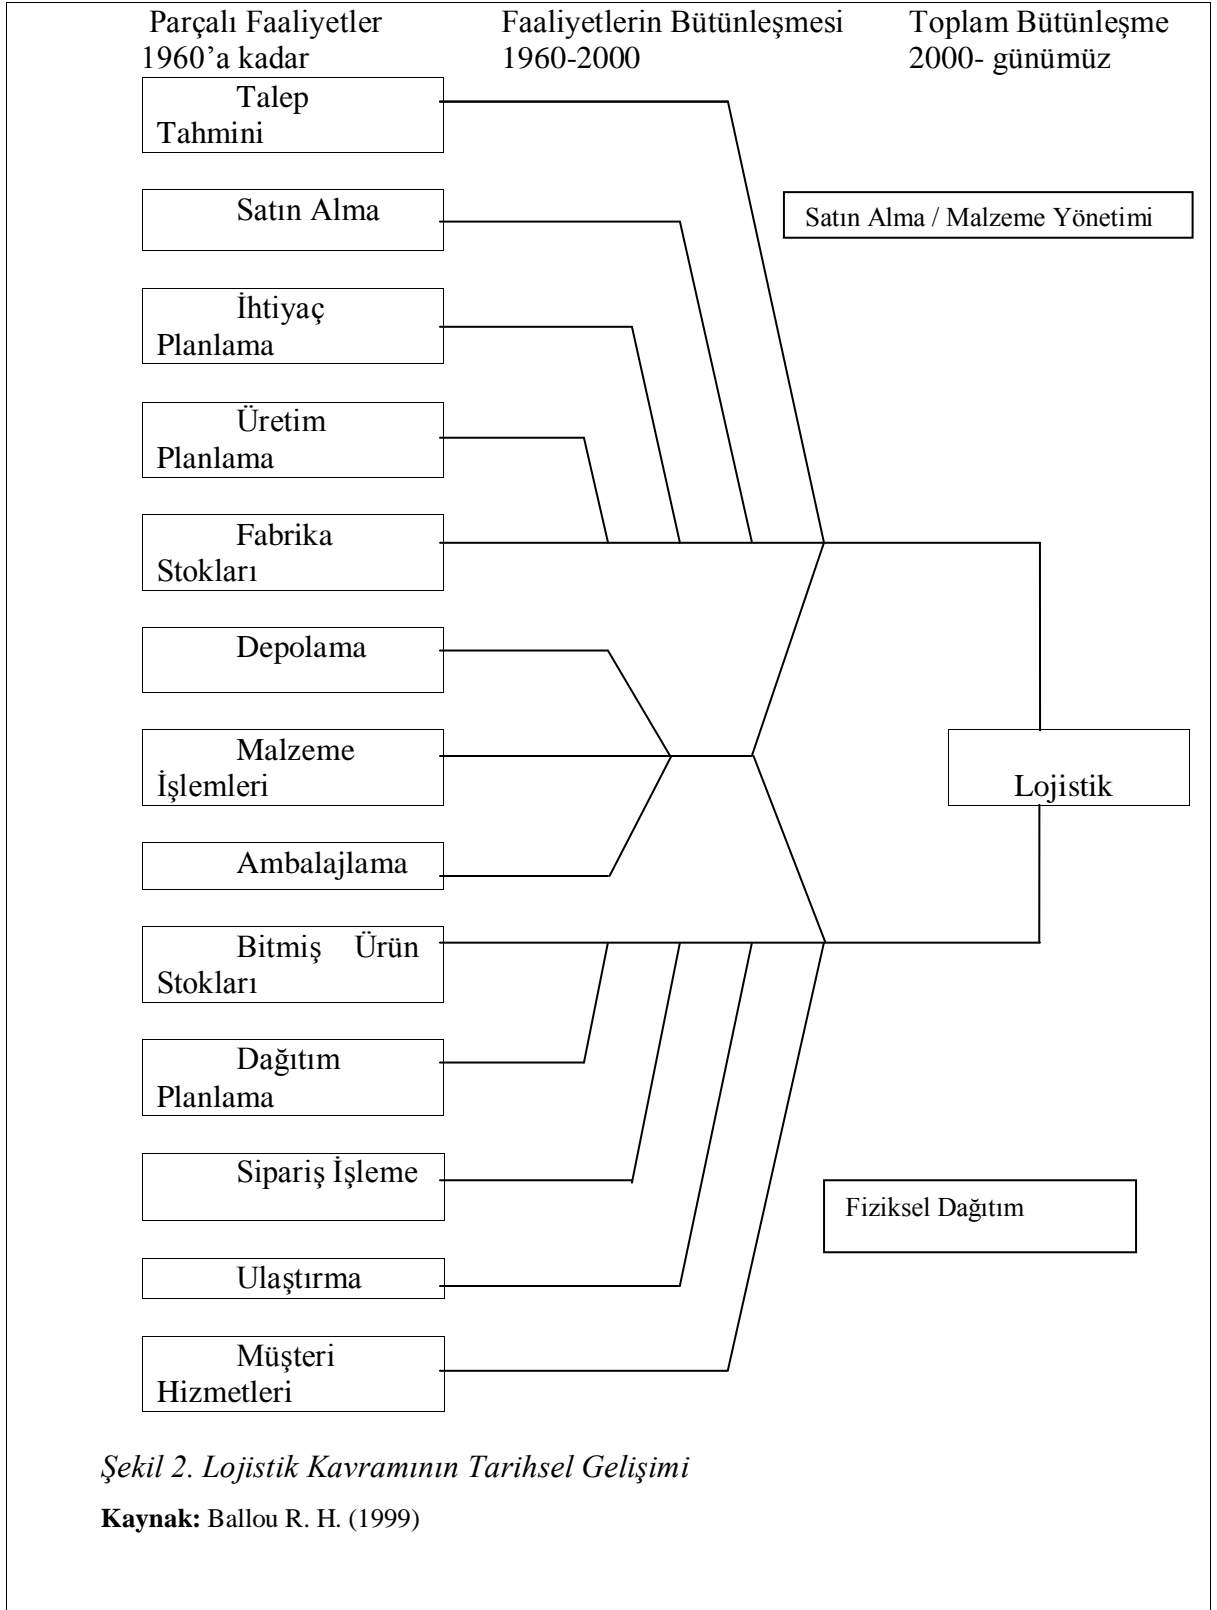 Parçalı Faaliyetler
1960’a kadar
Faaliyetlerin Bütünleşmesi
1960-2000
Toplam Bütünleşme
2000- günümüz
Talep
Tahmini
Satın Alma
Satın Alma / Malzeme Yönetimi
İhtiyaç
Planlama
Üretim
Planlama
Fabrika
Stokları
Depolama
Malzeme
İşlemleri
Lojistik
Ambalajlama
Bitmiş Ürün
Stokları
Dağıtım
Planlama
Sipariş İşleme
Fiziksel Dağıtım
Ulaştırma
Müşteri
Hizmetleri
Şekil 2. Lojistik Kavramının Tarihsel Gelişimi
Kaynak: Ballou R. H. (1999)